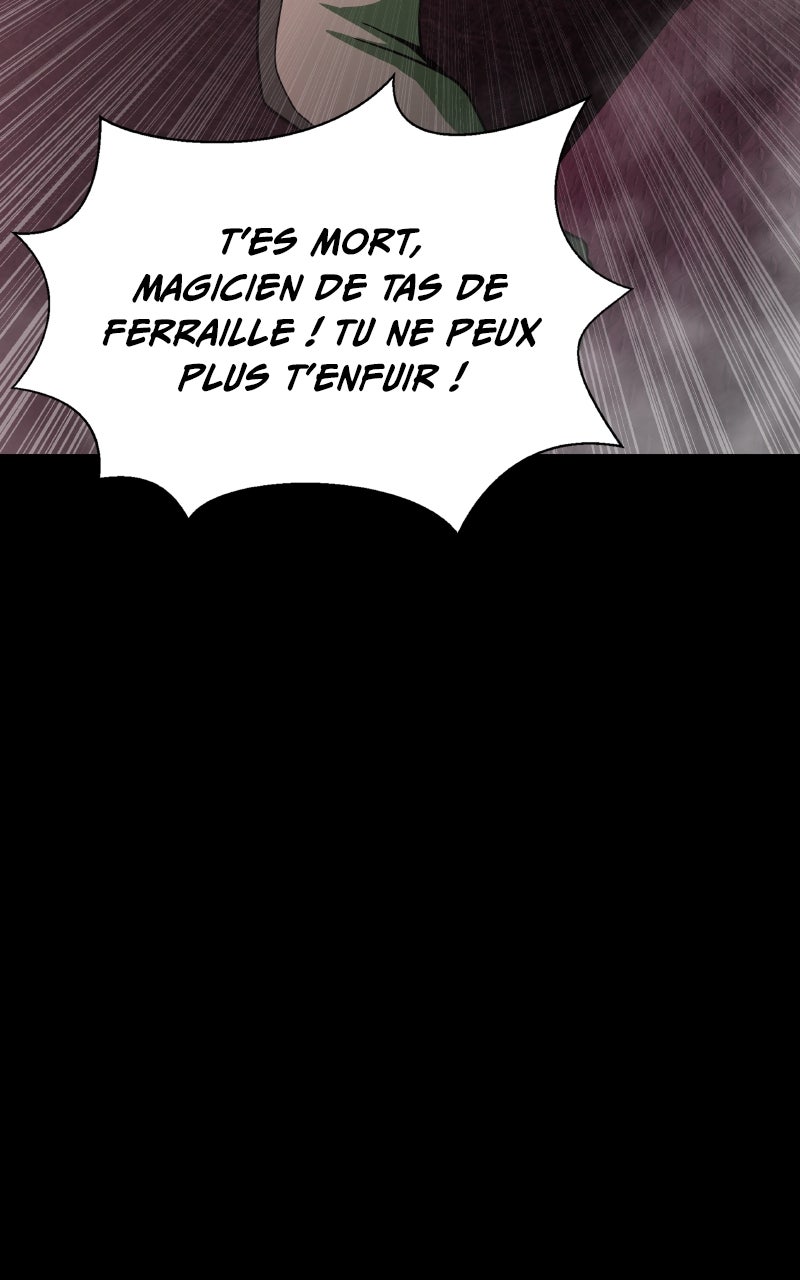 T'ES MORT,
MAGICIEN DE TAS DE
FERRAILLE ! TU NE PEUX
PLUS T'ENFUIR !